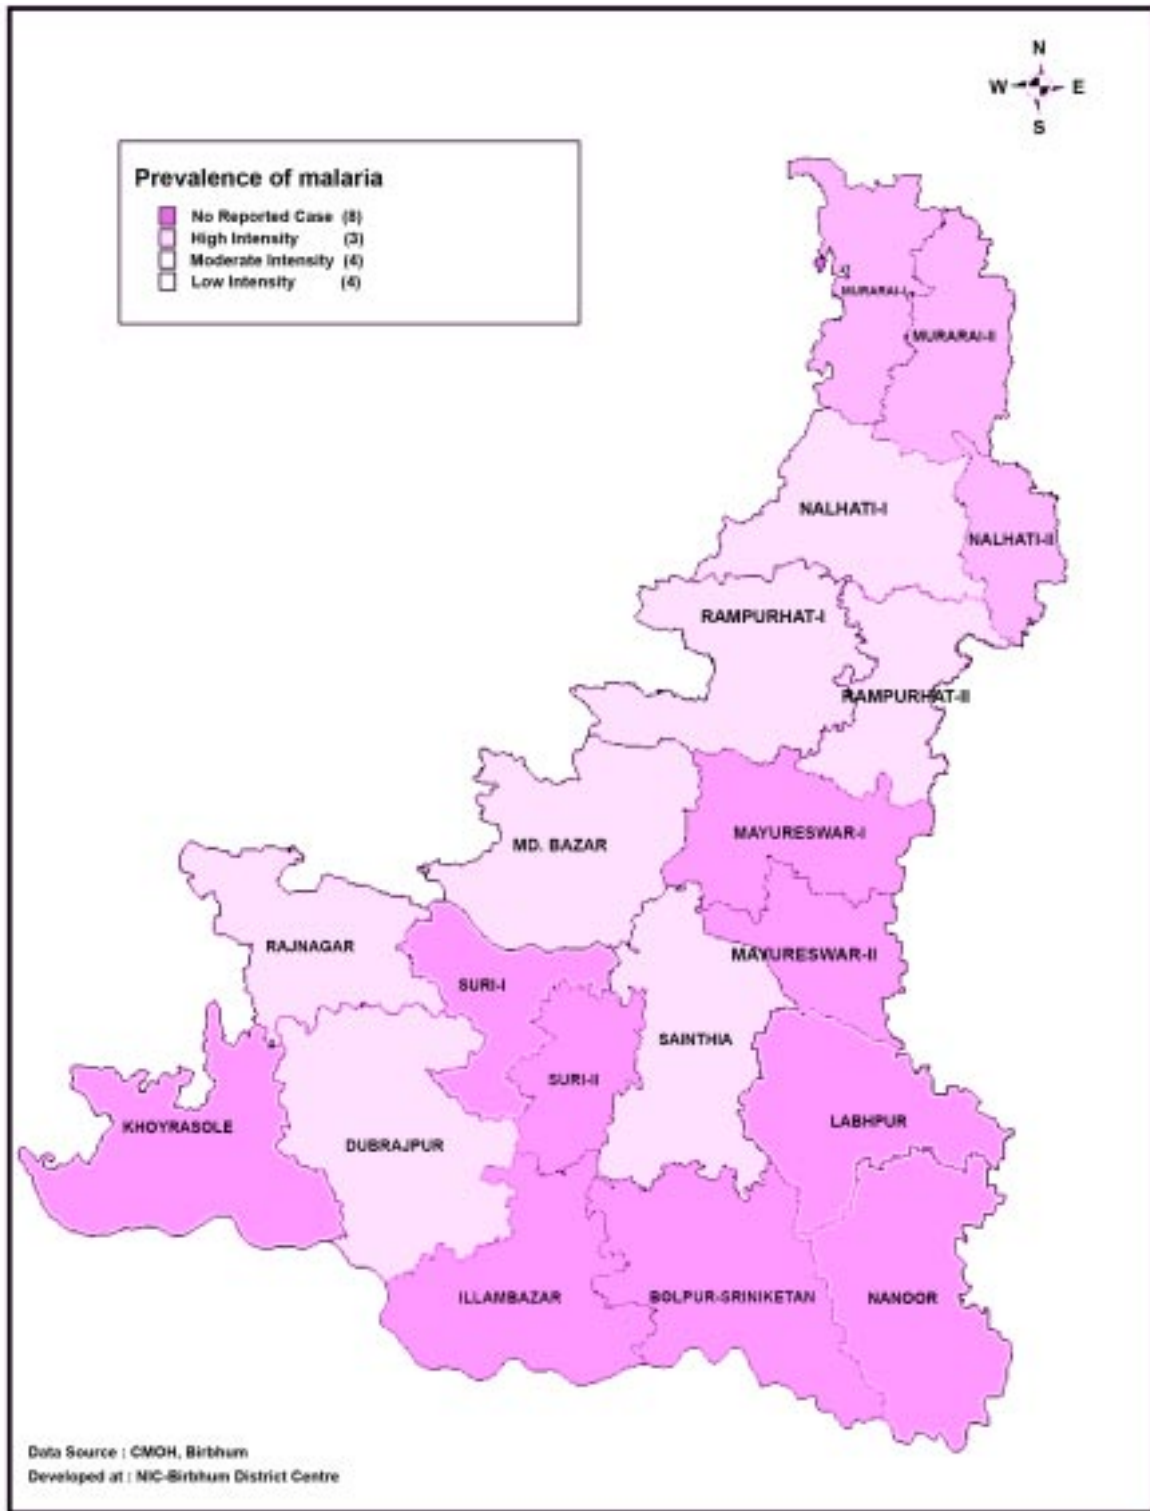 N
W E
S
Prevalence of malaria
No Reported Case (8)
High Intensity (3)
Moderate Intensity (4)
Low Intensity (4)
MURARAI-I
MURARAI-II
NALHATI-I
NALHATI-II
RAMPURHAT-I
RAMPURHAT-II
MAYURESWAR-I
MD. BAZAR
RAJNAGAR
MAYURESWAR-II
SURI-I
SAINTHIA
SURI-II
LABHPUR
KHOYRASOLE
DUBRAJPUR
ILLAMBAZAR
BOLPUR-SRINIKETAN
NANOOR
Data Source : CMOH, Birbhum
Developed at : NIC-Birbhum District Centre